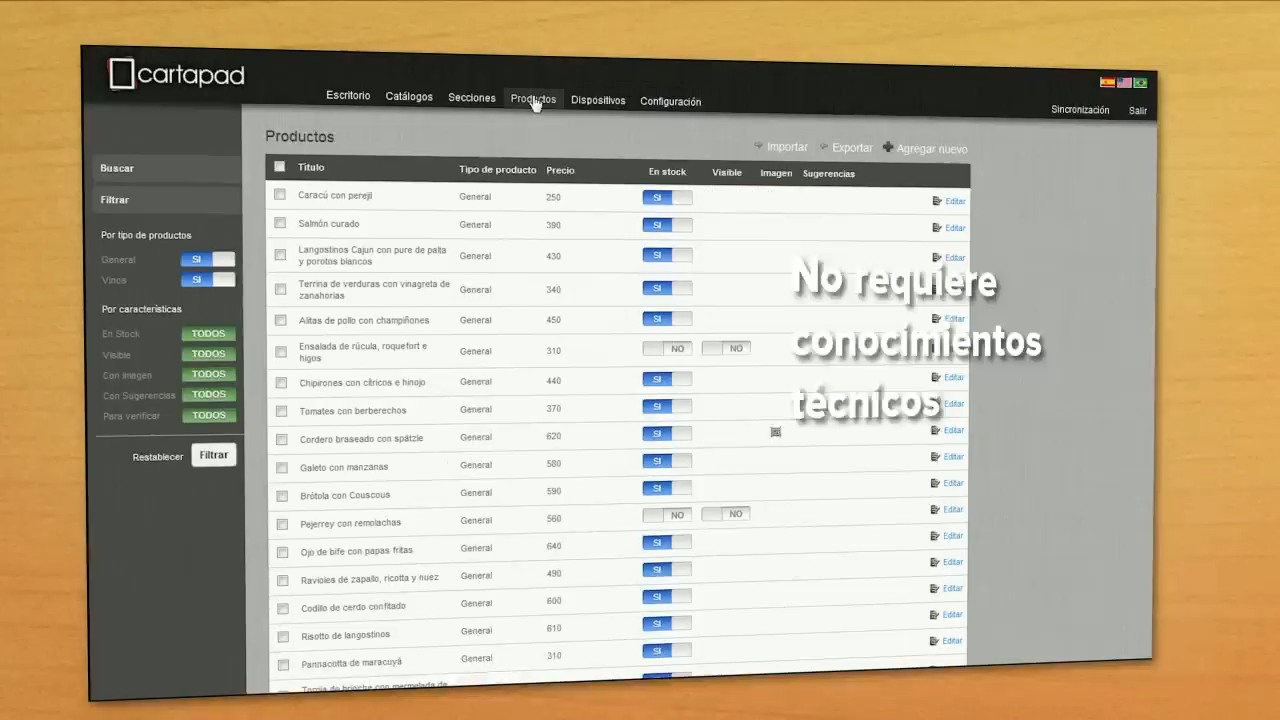 cartapad
Escritorio Catálogos Secciones Productos Dispositivos Configuración
Sincronización Salir
Productos
Importar Exportar Agregar nuevo
Buscar
Filtrar
Por tipo de productos
General SI
Vinos SI
Por características
En Stock TODOS
Visible TODOS
Con imagen TODOS
Con Sugerencias TODOS
Para verificar TODOS
Restablecer Filtrar
Título Tipo de producto Precio En stock Visible Imagen Sugerencias
Caracú con perejil General 250 SI Editar
Salmón curado General 390 SI Editar
Langostinos Cajun con pure de palta
y porotos blancos General 430 SI Editar
Terrina de verduras con vinagreta de
zanahorias General 340 SI
Alitas de pollo con champiñones General 450 SI Editar
Ensalada de rúcula, roquefort e
higos General 310 NO NO
Chipirones con cítricos e hinojo General 440 SI Editar
Tomates con berberechos General 370 SI Editar
Cordero braseado con spätzle General 620 SI Editar
Galeto con manzanas General 580 SI Editar
Brótola con Couscous General 590 SI Editar
Pejerrey con remolachas General 560 NO NO Editar
Ojo de bife con papas fritas General 640 SI Editar
Ravioles de zapallo, ricotta y nuez General 490 SI Editar
Codillo de cerdo confitado General 600 SI Editar
Risotto de langostinos General 610 SI Editar
Pannacotta de maracuyá General 310 SI Editar
No requiere
conocimientos
técnicos